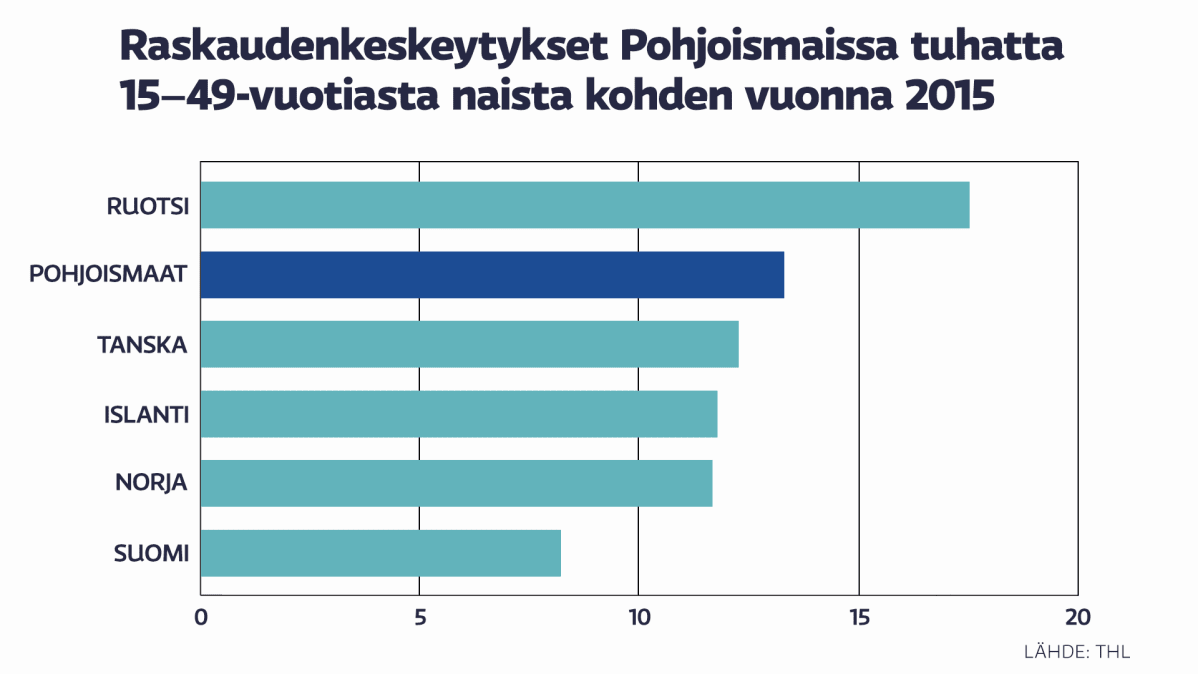 Raskaudenkeskeytykset Pohjoismaissa tuhatta
15–49-vuotiasta naista kohden vuonna 2015
RUOTSI
POHJOISMAAT
TANSKA
ISLANTI
NORJA
SUOMI
0 5 10 15 20
LÄHDE: THL